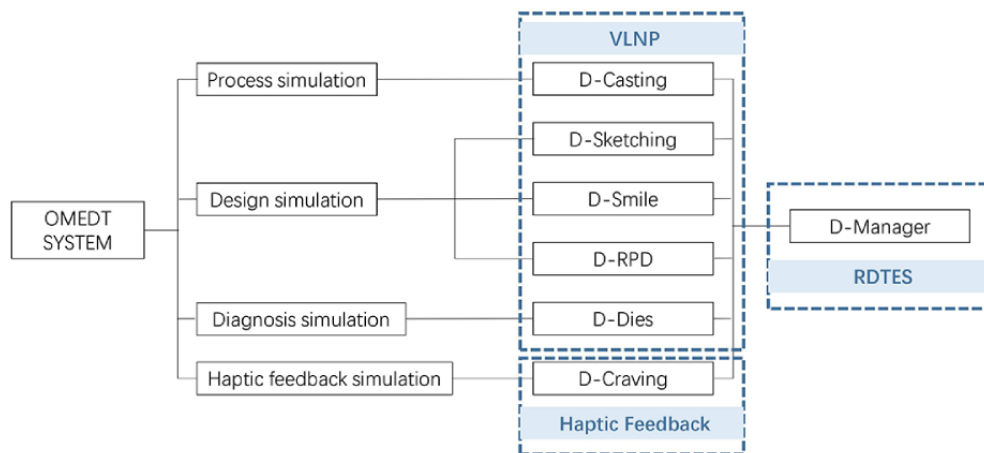 VLNP
Process simulation
D-Casting
D-Sketching
OMEDT
SYSTEM
Design simulation
D-Smile
D-Manager
D-RPD
RDTES
Diagnosis simulation
D-Dies
Haptic feedback simulation
D-Craving
Haptic Feedback